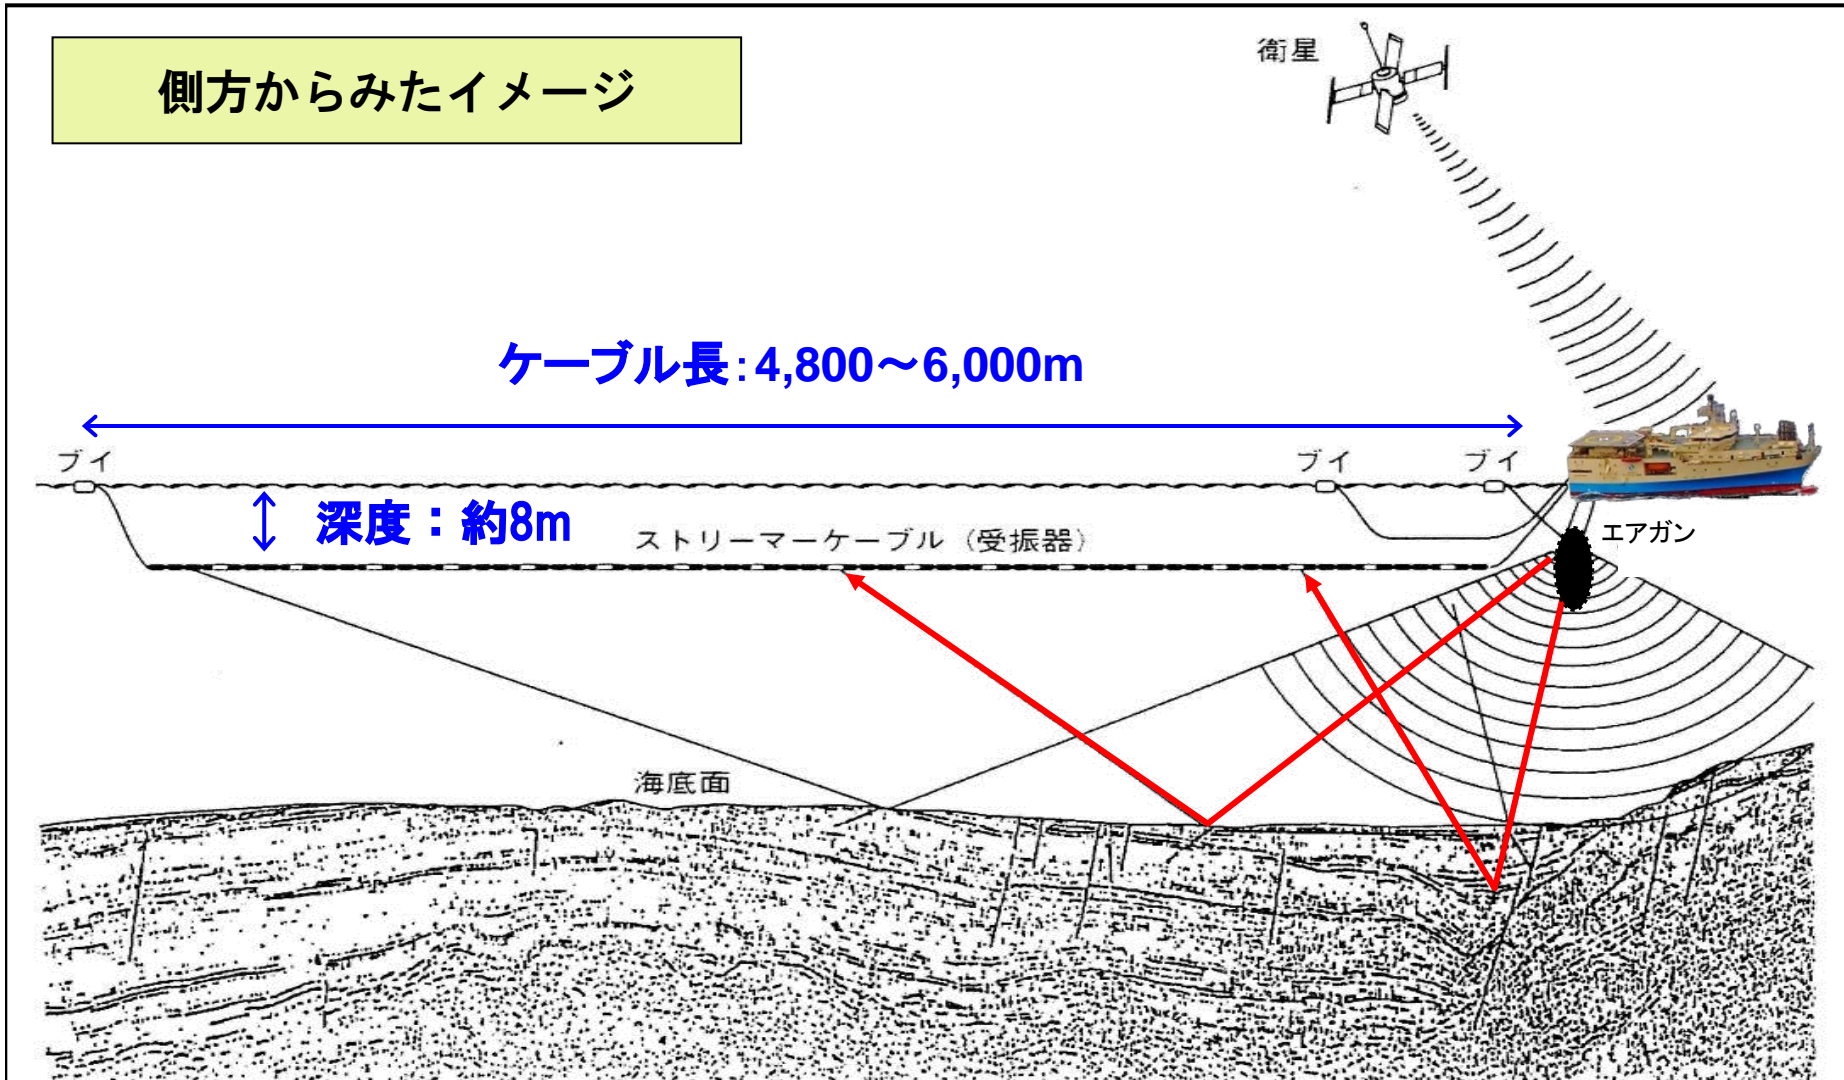 側方からみたイメージ
衛星
ケーブル長:4,800～6,000m
ブイ
ブイ
ブイ
深度：約8m
ストリーマーケーブル（受振器）
エアガン
海底面